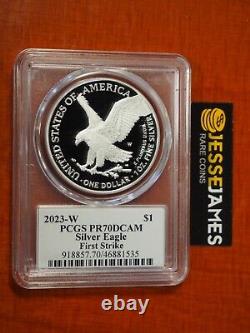 UNITED STATES OF AMERICA
ONE DOLLAR 1 OZ. FINE SILVER
JESSE JAMES
RARE COINS
2023-W $1
PCGS PR70DCAM
Silver Eagle
First Strike
918857.70/46881535